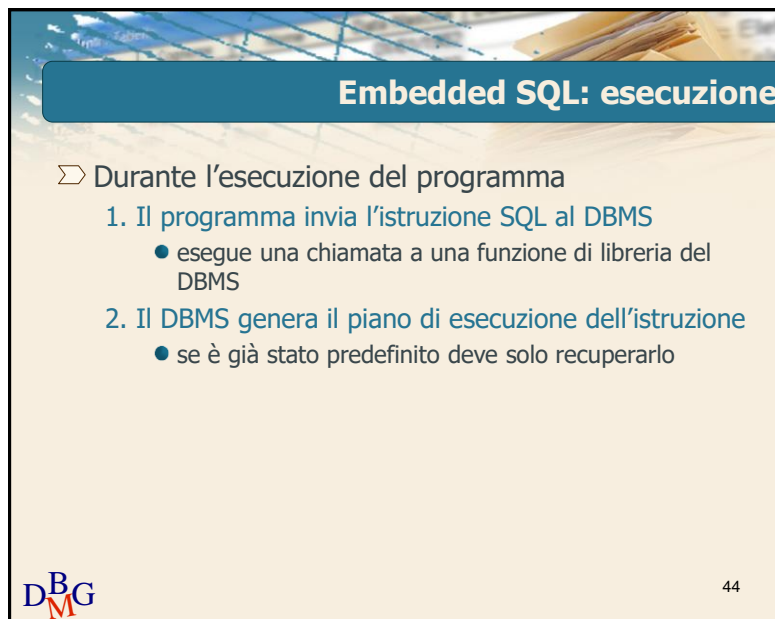 Embedded SQL: esecuzione
Durante l’esecuzione del programma
1. Il programma invia l’istruzione SQL al DBMS
esegue una chiamata a una funzione di libreria del
DBMS
2. Il DBMS genera il piano di esecuzione dell’istruzione
se è già stato predefinito deve solo recuperarlo
DBMG
44